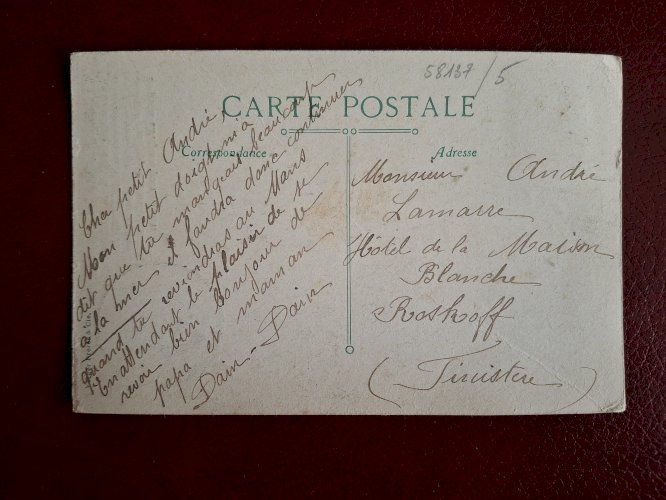 58137/5
CARTE POSTALE
Correspondance
Adresse
Cher petit André
Mon petit doigt m'a
dit que tu mangeais beaucoup
à la mer il faudra donc continuer
quand tu reviendras au Mans
En attendant le plaisir de te
revoir bien bonjour de
papa et maman
Dain-Dain
Monsieur André
Lamarre
Hôtel de la Maison
Blanche
Roskoff
(Finistère)